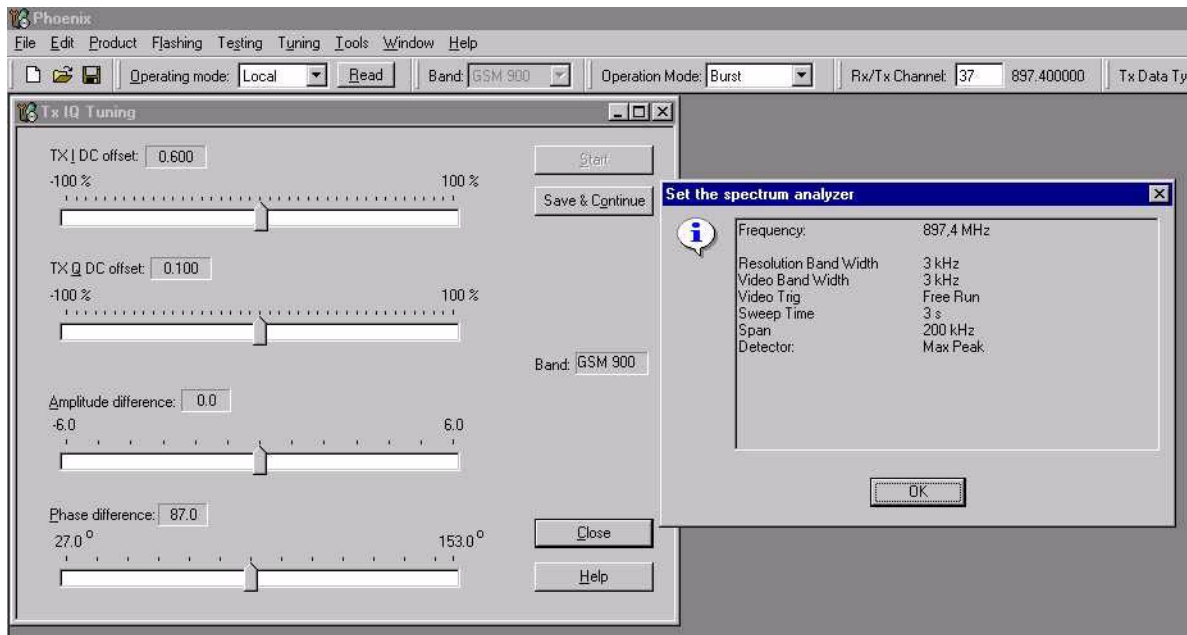 Phoenix
File Edit Product Flashing Testing Tuning Tools Window Help
Operating mode: Local Read Band: GSM 900 Operation Mode: Burst Rx/Tx Channel: 37 897.400000 Tx Data Ty
Tx IQ Tuning
TX I DC offset: 0.600
-100 % 100 %
Start
Save & Continue
TX Q DC offset: 0.100
-100 % 100 %
Band: GSM 900
Amplitude difference: 0.0
-6.0 6.0
Phase difference: 87.0
27.0 o 153.0 o
Close
Help
Set the spectrum analyzer
Frequency: 897,4 MHz
Resolution Band Width 3 kHz
Video Band Width 3 kHz
Video Trig Free Run
Sweep Time 3 s
Span 200 kHz
Detector: Max Peak
OK